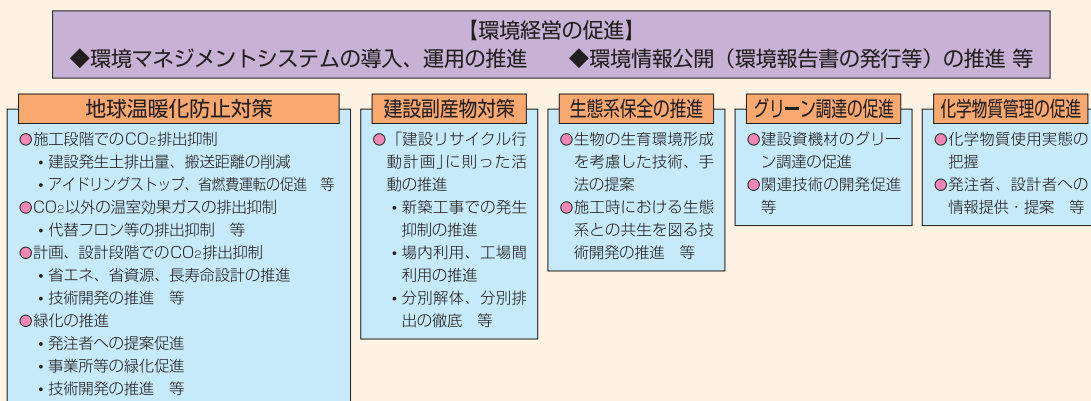 【環境経営の促進】
◆環境マネジメントシステムの導入、運用の推進　◆環境情報公開（環境報告書の発行等）の推進 等
地球温暖化防止対策
●施工段階でのCO₂排出抑制
・建設発生土排出量、搬送距離の削減
・アイドリングストップ、省燃費運転の促進　等
●CO₂以外の温室効果ガスの排出抑制
・代替フロン等の排出抑制　等
●計画、設計段階でのCO₂排出抑制
・省エネ、省資源、長寿命設計の推進
・技術開発の推進　等
●緑化の推進
・発注者への提案促進
・事業所等の緑化促進
・技術開発の推進　等
建設副産物対策
●「建設リサイクル行
動計画」に則った活
動の推進
・新築工事での発生
抑制の推進
・場内利用、工場間
利用の推進
・分別解体、分別排
出の徹底　等
生態系保全の推進
●生物の生育環境形成
を考慮した技術、手
法の提案
●施工時における生態
系との共生を図る技
術開発の推進　等
グリーン調達の促進
●建設資機材のグリー
ン調達の促進
●関連技術の開発促進
等
化学物質管理の促進
●化学物質使用実態の
把握
●発注者、設計者への
情報提供・提案　等